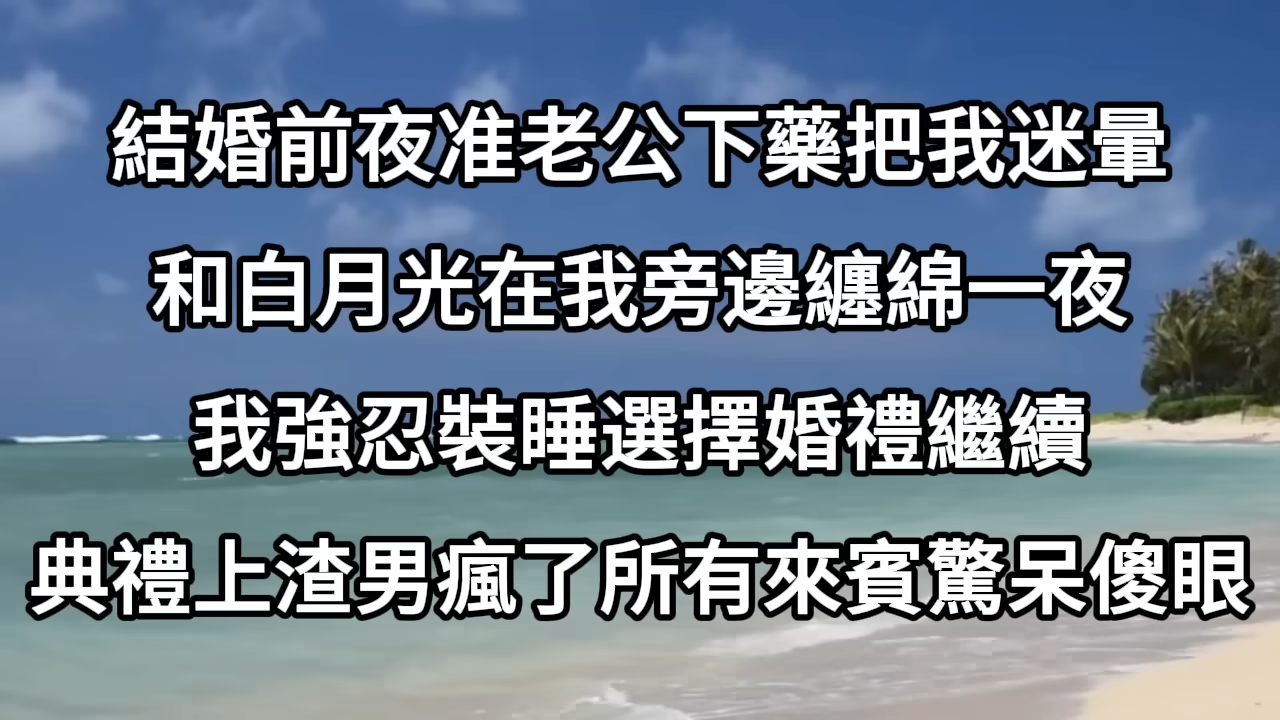 結婚前夜准老公下藥把我迷暈
和白月光在我旁邊纏綿一夜
我強忍裝睡選擇婚禮繼續
典禮上渣男瘋了所有來賓驚呆傻眼